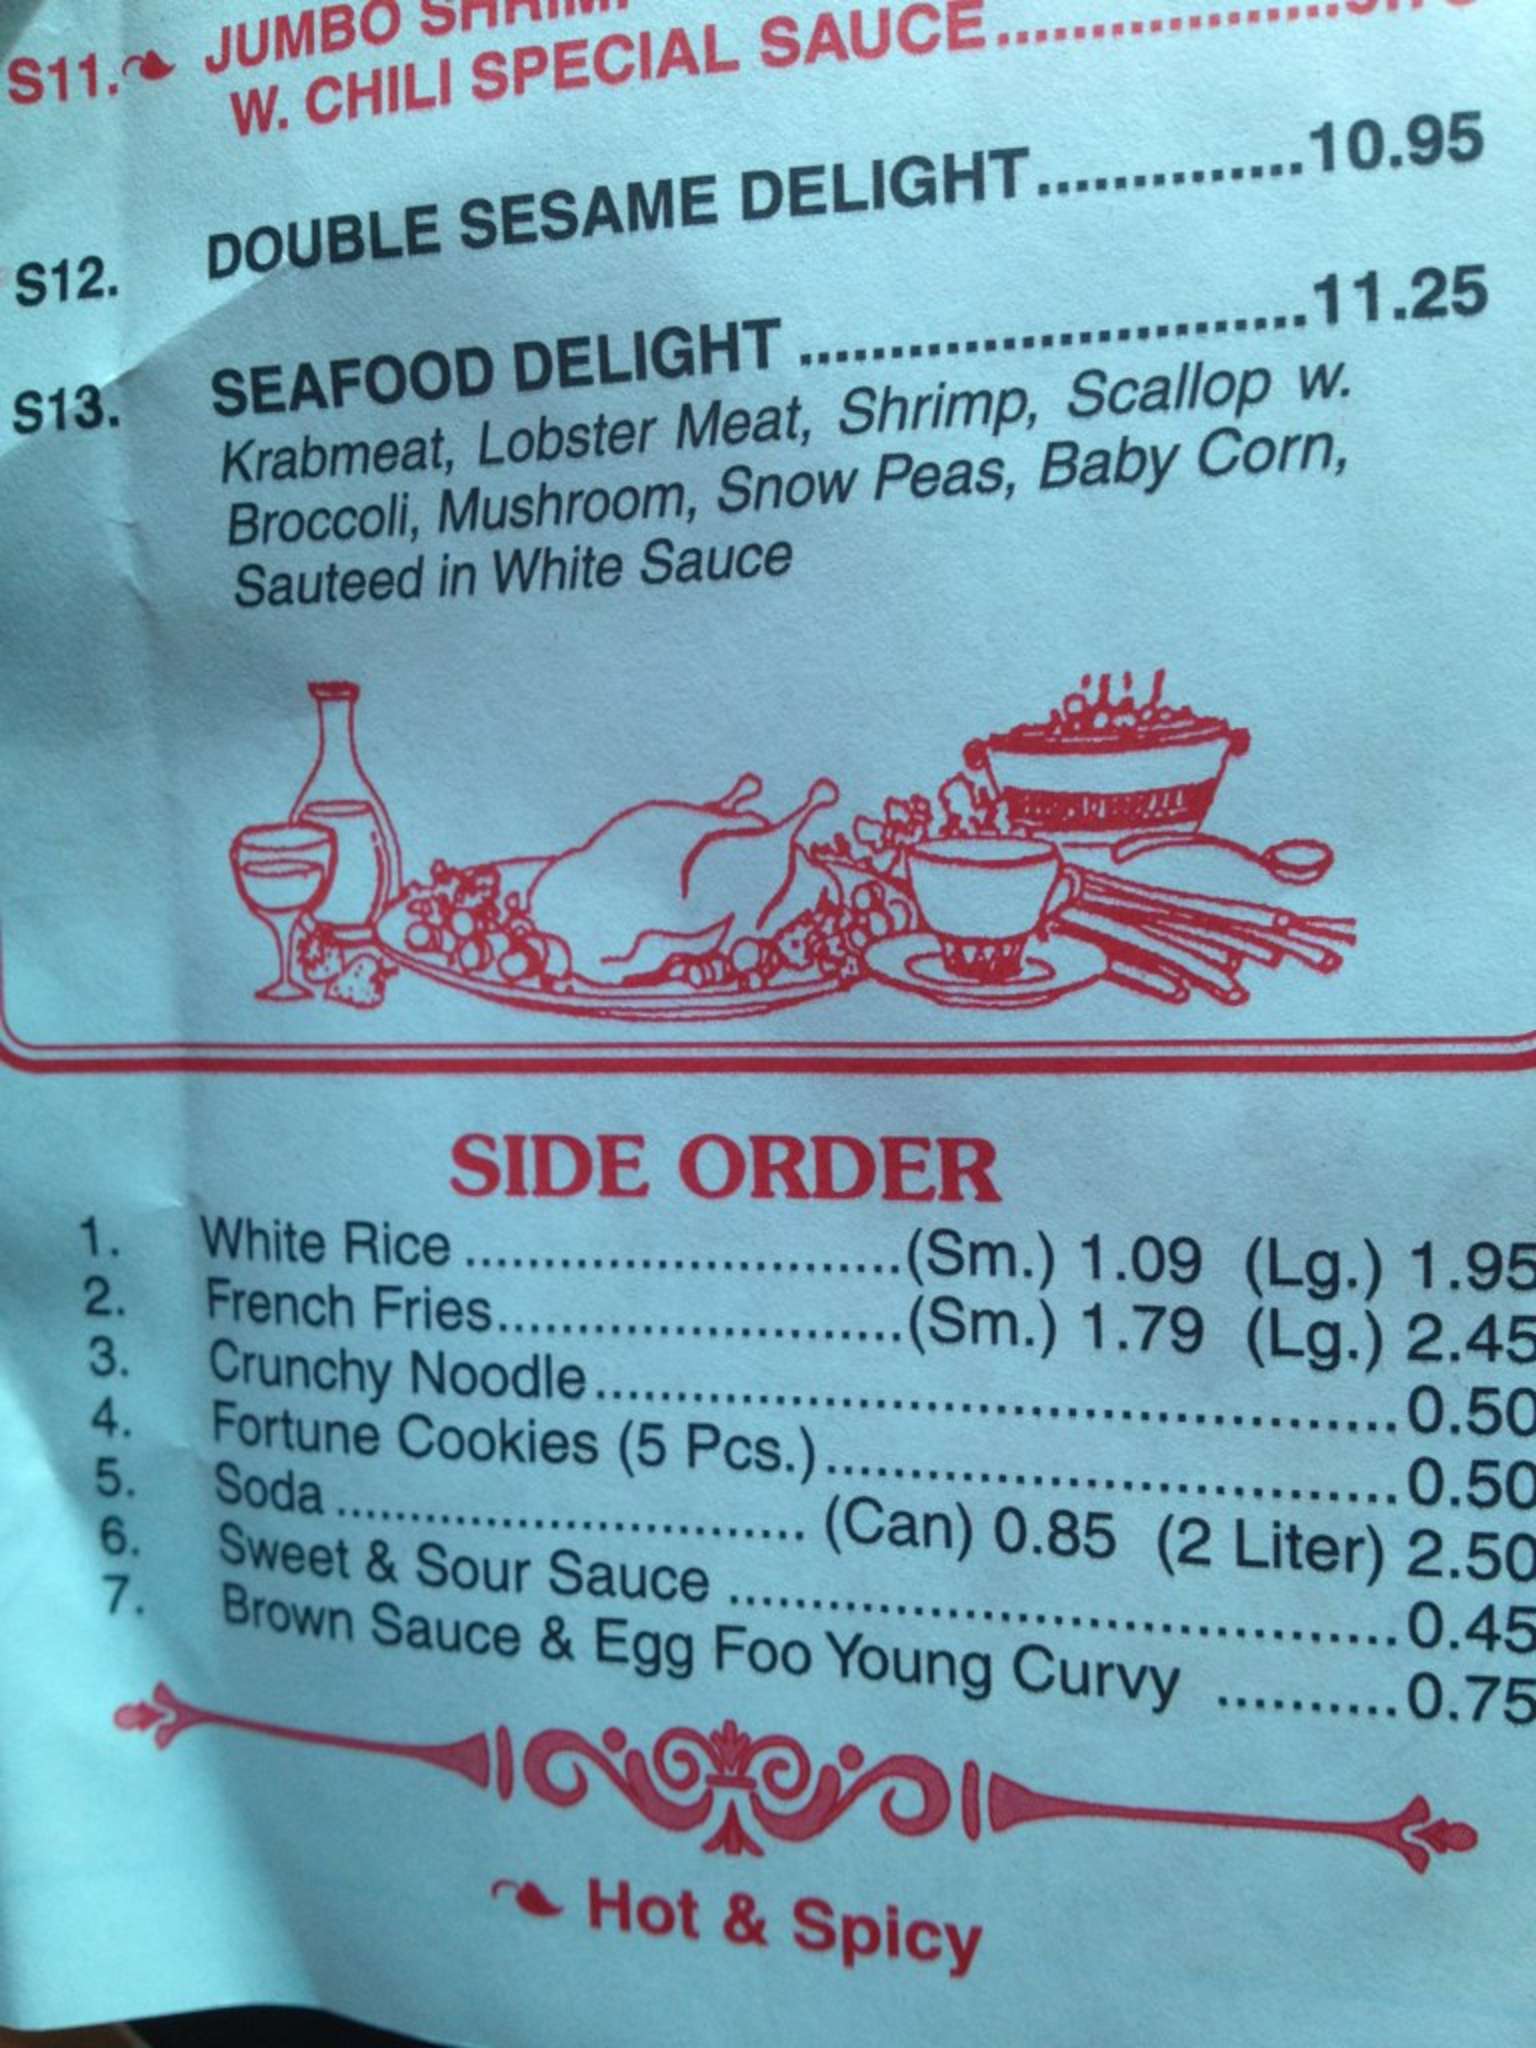 S11. JUMBO SHRIMP
W. CHILI SPECIAL SAUCE.................
S12. DOUBLE SESAME DELIGHT..............10.95
S13. SEAFOOD DELIGHT ......................11.25
Krabmeat, Lobster Meat, Shrimp, Scallop w.
Broccoli, Mushroom, Snow Peas, Baby Corn,
Sauteed in White Sauce
SIDE ORDER
1. White Rice ............................(Sm.) 1.09 (Lg.) 1.95
2. French Fries..........................(Sm.) 1.79 (Lg.) 2.45
3. Crunchy Noodle..................................................0.50
4. Fortune Cookies (5 Pcs.)....................................0.50
5. Soda .............................. (Can) 0.85 (2 Liter) 2.50
6. Sweet & Sour Sauce ..........................................0.45
7. Brown Sauce & Egg Foo Young Curvy ..........0.75
Hot & Spicy